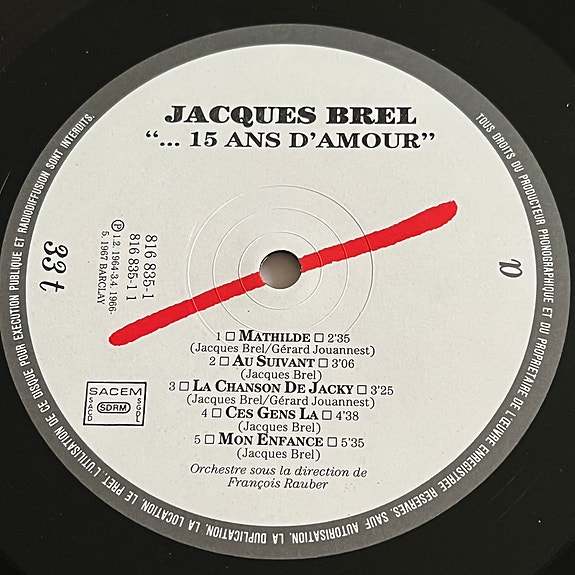 JACQUES BREL
“... 15 ANS D’AMOUR”
816 835-1
816 835-1 1
Ⓟ 1.2. 1964-3.4. 1966-
5. 1967 BARCLAY
33 t
a
1 □ MATHILDE □ 2'35
(Jacques Brel/Gérard Jouannest)
2 □ AU SUIVANT □ 3'06
(Jacques Brel)
3 □ LA CHANSON DE JACKY □ 3'25
(Jacques Brel/Gérard Jouannest)
4 □ CES GENS LA □ 4'38
(Jacques Brel)
5 □ MON ENFANCE □ 5'35
(Jacques Brel)
Orchestre sous la direction de
François Rauber
SACEM
SACD
SDRM
SGDL
TOUS DROITS DU PRODUCTEUR PHONOGRAPHIQUE ET DU PROPRIETAIRE DE L'ŒUVRE ENREGISTREE RESERVES. SAUF AUTORISATION, LA DUPLICATION, LA LOCATION, LE PRET, L'UTILISATION DE CE DISQUE POUR EXECUTION PUBLIQUE ET RADIODIFFUSION SONT INTERDITS.